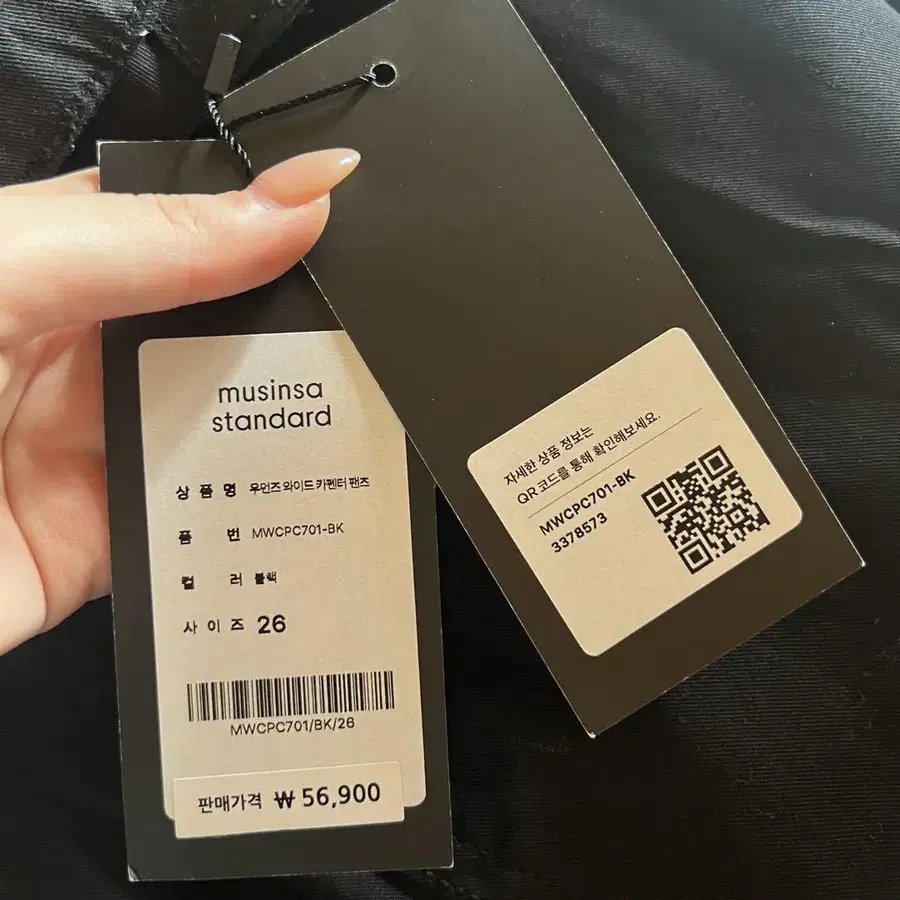 musinsa
standard
상품명 우먼즈 와이드 카펜터 팬츠
품번 MWCPC701-BK
컬러 블랙
사이즈 26
MWCPC701/BK/26
판매가격 ₩ 56,900
자세한 상품 정보는
QR 코드를 통해 확인해보세요.
MWCPC701-BK
3378573